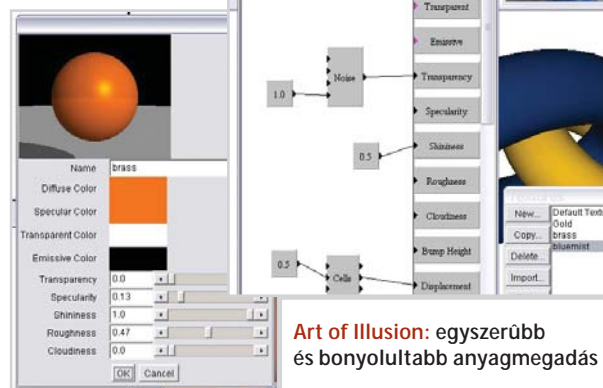 Name
brass
Diffuse Color
Specular Color
Transparent Color
Emissive Color
Transparency 0.0
Specularity 0.13
Shininess 1.0
Roughness 0.47
Cloudiness 0.0
OK Cancel
Transparent
Emissive
Noise
Transparency
1.0
Specularity
0.5
Shininess
Roughness
Cloudiness
Bump Height
0.5
Cells
Displacement
New... Default Text
Gold
Copy... brass
bluemist
Delete...
Import...
Art of Illusion: egyszerûbb
és bonyolultabb anyagmegadás